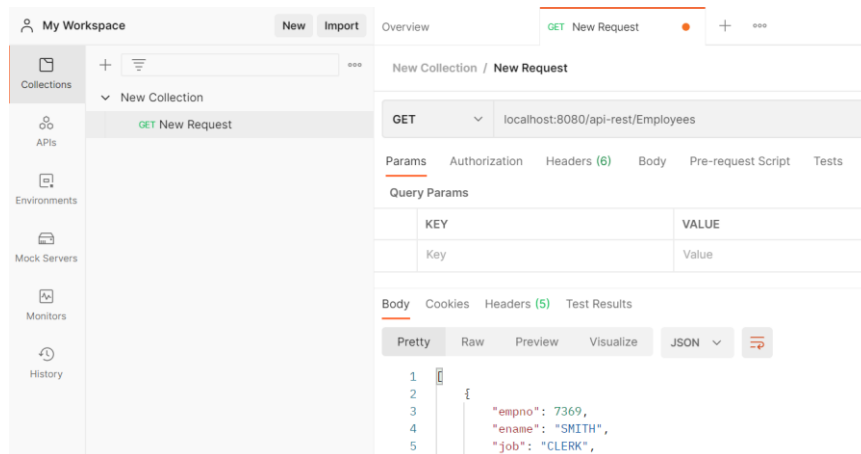 My Workspace
New
Import
Overview
GET New Request
Collections
New Collection / New Request
New Collection
GET New Request
GET
localhost:8080/api-rest/Employees
APIs
Params Authorization Headers (6) Body Pre-request Script Tests
Environments
Query Params
KEY VALUE
Key Value
Mock Servers
Body Cookies Headers (5) Test Results
Monitors
Pretty Raw Preview Visualize JSON
History
1 [
2 {
3 "empno": 7369,
4 "ename": "SMITH",
5 "job": "CLERK",